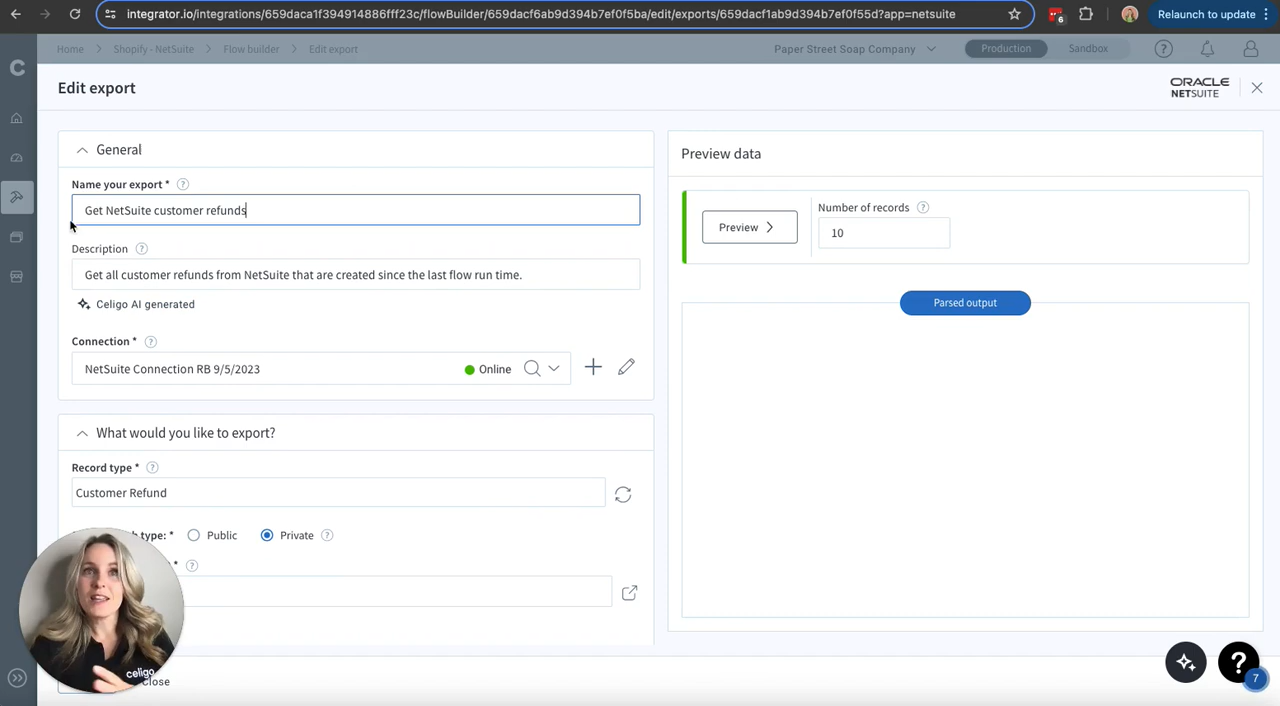 integrator.io/integrations/659daca1f394914886fff23c/flowBuilder/659dacf6ab9d394b7ef0f5ba/edit/exports/659dacf1ab9d394b7ef0f55d?app=netsuite
6
Relaunch to update
C
Home > Shopify - NetSuite > Flow builder > Edit export
Paper Street Soap Company
Production
Sandbox
?
Edit export
ORACLE
NETSUITE
General
Name your export * ?
Get NetSuite customer refunds
Description ?
Get all customer refunds from NetSuite that are created since the last flow run time.
Celigo AI generated
Connection * ?
NetSuite Connection RB 9/5/2023
Online
What would you like to export?
Record type * ?
Customer Refund
h type: *
Public
Private ?
* ?
Close
celigo
Preview data
Preview >
Number of records ?
10
Parsed output
?
7